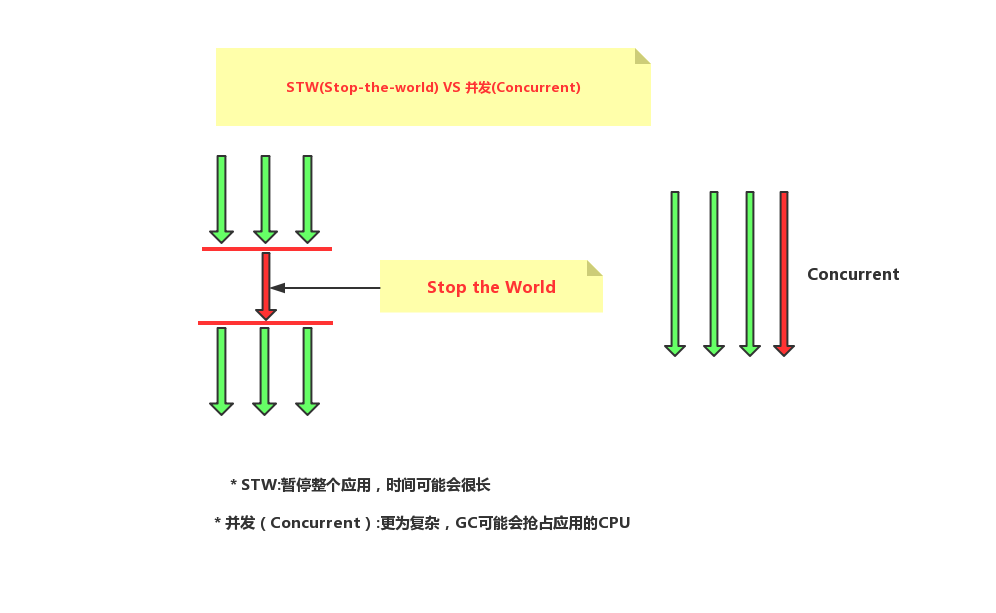 STW(Stop-the-world) VS 并发(Concurrent)
Stop the World
Concurrent
* STW:暂停整个应用，时间可能会很长
* 并发（Concurrent）:更为复杂，GC可能会抢占应用的CPU